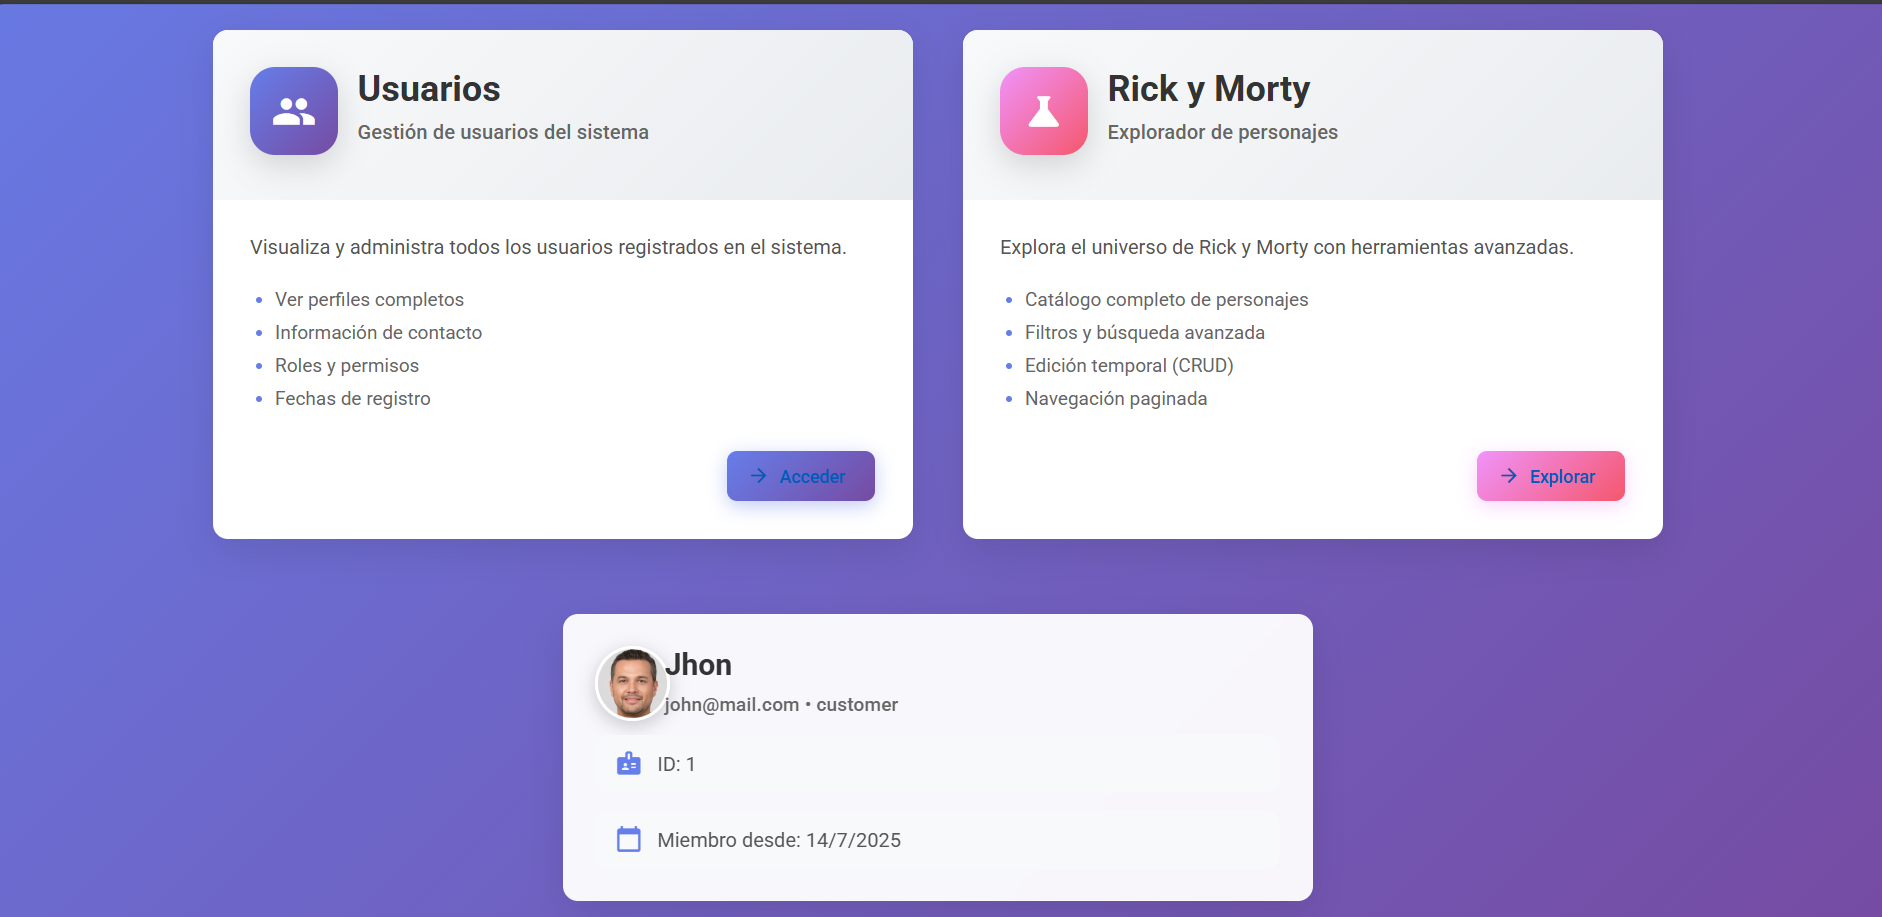 Usuarios
Gestión de usuarios del sistema
Visualiza y administra todos los usuarios registrados en el sistema.
• Ver perfiles completos
• Información de contacto
• Roles y permisos
• Fechas de registro
Acceder
Rick y Morty
Explorador de personajes
Explora el universo de Rick y Morty con herramientas avanzadas.
• Catálogo completo de personajes
• Filtros y búsqueda avanzada
• Edición temporal (CRUD)
• Navegación paginada
Explorar
Jhon
john@mail.com • customer
ID: 1
Miembro desde: 14/7/2025